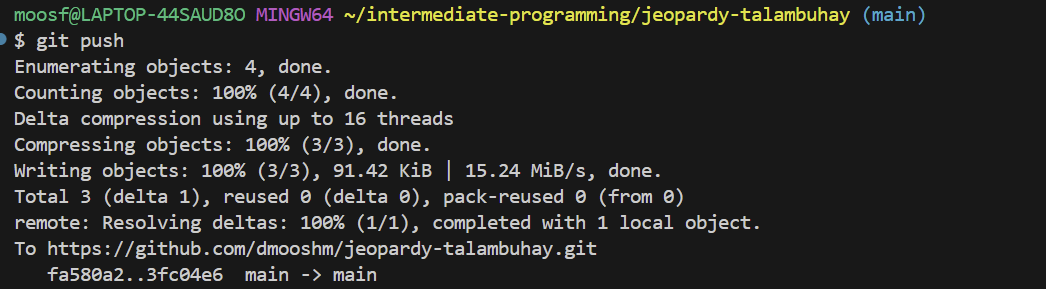 moosf@LAPTOP-44SAUD8O MINGW64 ~/intermediate-programming/jeopardy-talambuhay (main)
$ git push
Enumerating objects: 4, done.
Counting objects: 100% (4/4), done.
Delta compression using up to 16 threads
Compressing objects: 100% (3/3), done.
Writing objects: 100% (3/3), 91.42 KiB | 15.24 MiB/s, done.
Total 3 (delta 1), reused 0 (delta 0), pack-reused 0 (from 0)
remote: Resolving deltas: 100% (1/1), completed with 1 local object.
To https://github.com/dmooshm/jeopardy-talambuhay.git
   fa580a2..3fc04e6  main -> main